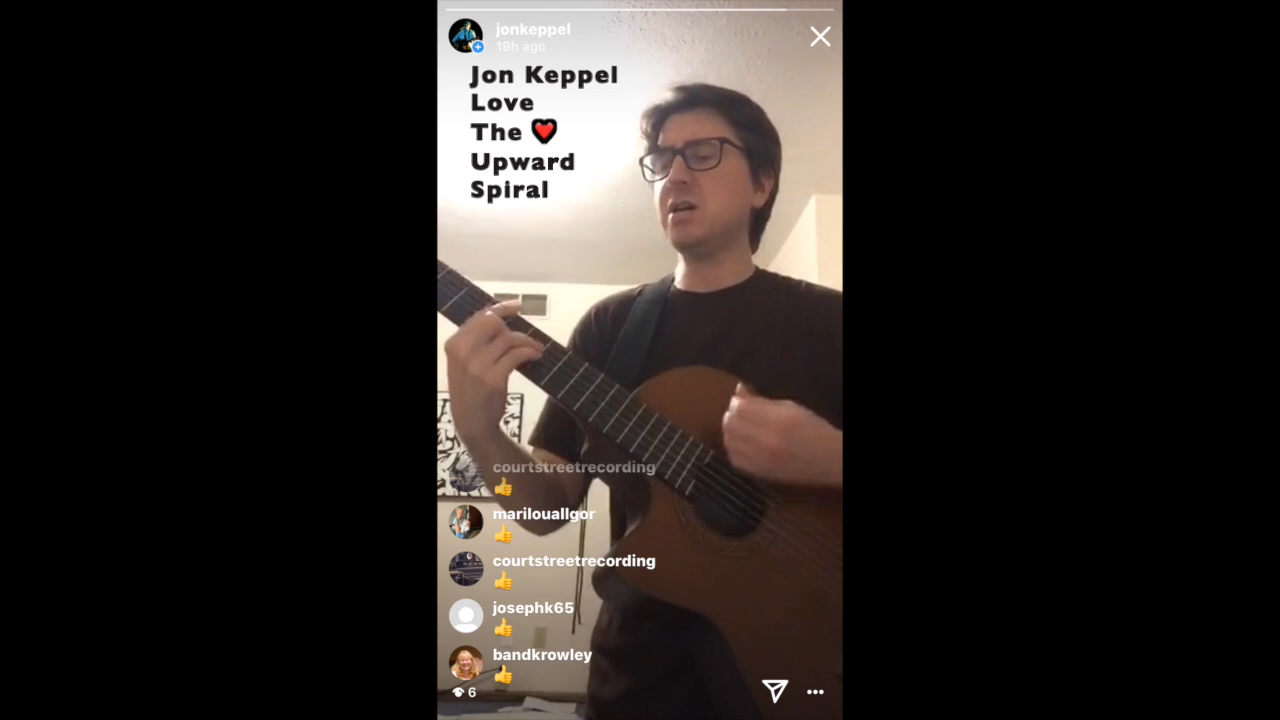 jonkeppel
19h ago
Jon Keppel
Love
The ❤️
Upward
Spiral
courtstreetrecording
👍
marilouallgor
👍
courtstreetrecording
👍
josephk65
👍
bandkrowley
👍
6